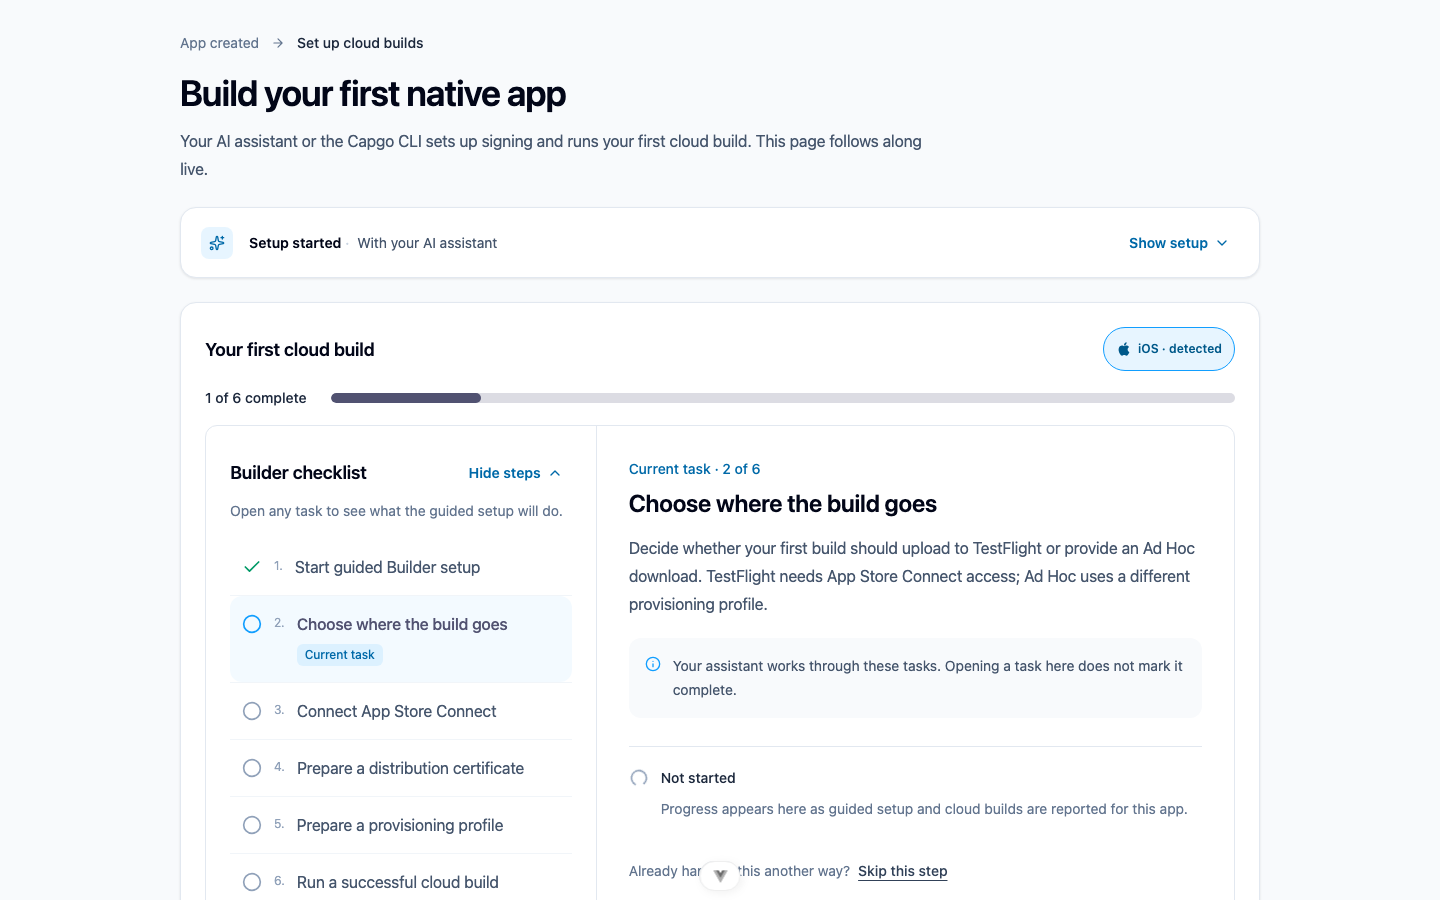 App created → Set up cloud builds
Build your first native app
Your AI assistant or the Capgo CLI sets up signing and runs your first cloud build. This page follows along
live.
Setup started · With your AI assistant
Show setup
Your first cloud build
iOS · detected
1 of 6 complete
Builder checklist
Hide steps
Open any task to see what the guided setup will do.
1. Start guided Builder setup
2. Choose where the build goes
Current task
3. Connect App Store Connect
4. Prepare a distribution certificate
5. Prepare a provisioning profile
6. Run a successful cloud build
Current task · 2 of 6
Choose where the build goes
Decide whether your first build should upload to TestFlight or provide an Ad Hoc
download. TestFlight needs App Store Connect access; Ad Hoc uses a different
provisioning profile.
Your assistant works through these tasks. Opening a task here does not mark it
complete.
Not started
Progress appears here as guided setup and cloud builds are reported for this app.
Already this another way? Skip this step